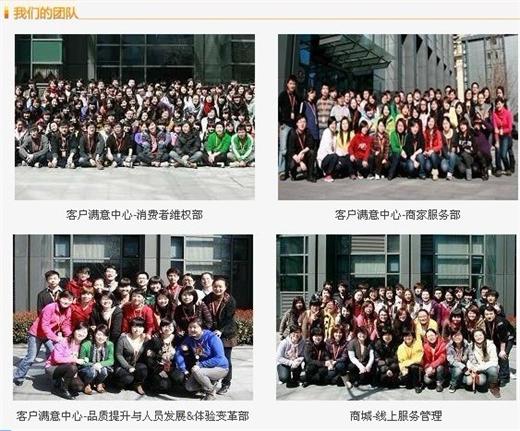 我们的团队
客户满意中心-消费者维权部
客户满意中心-商家服务部
客户满意中心-品质提升与人员发展&体验变革部
商城-线上服务管理